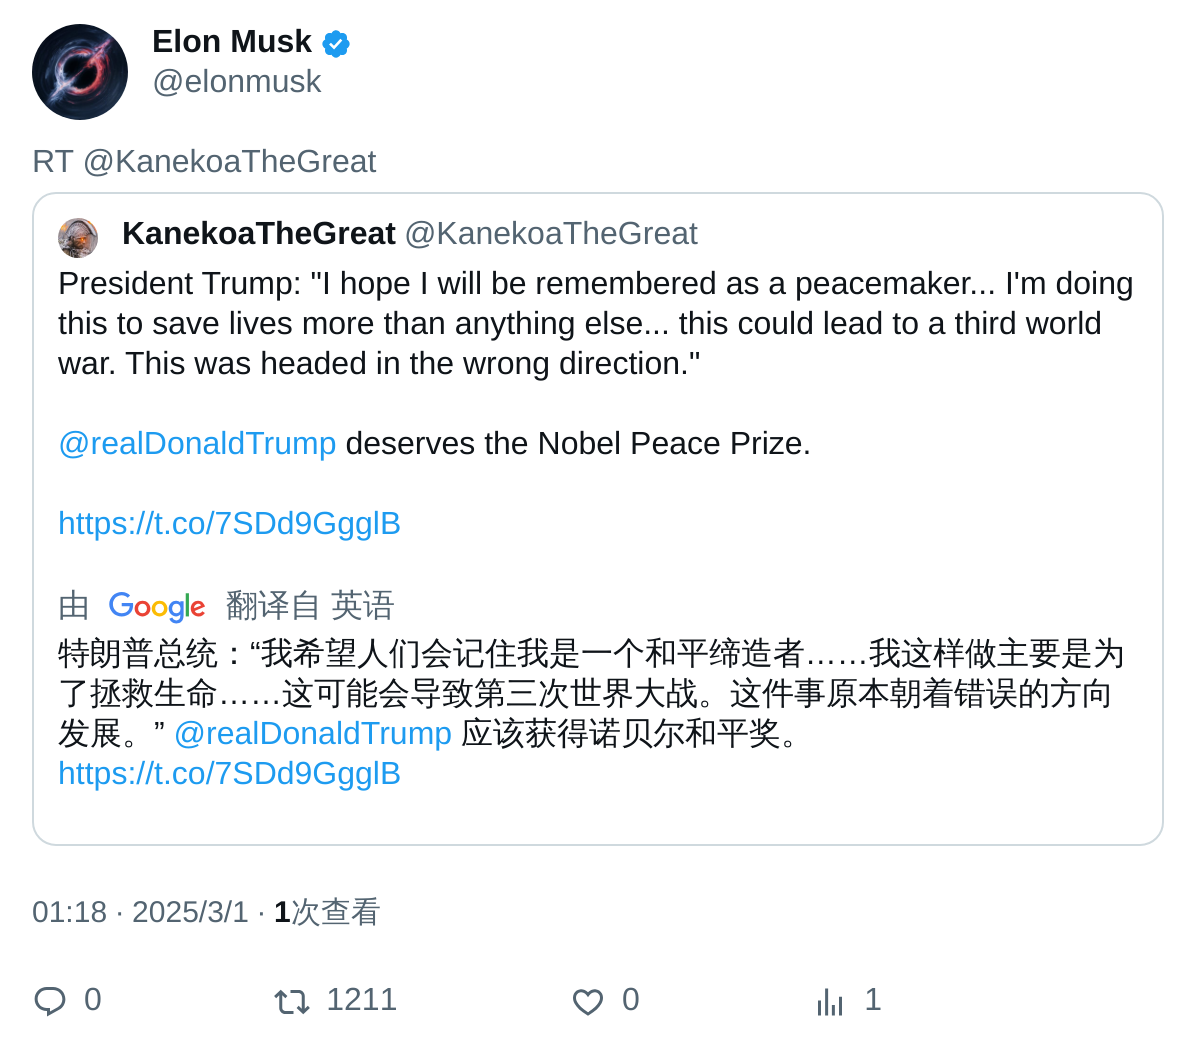 Elon Musk
@elonmusk
RT @KanekoaTheGreat
KanekoaTheGreat @KanekoaTheGreat
President Trump: "I hope I will be remembered as a peacemaker... I'm doing
this to save lives more than anything else... this could lead to a third world
war. This was headed in the wrong direction."
@realDonaldTrump deserves the Nobel Peace Prize.
https://t.co/7SDd9GgglB
由 Google 翻译自 英语
特朗普总统：“我希望人们会记住我是一个和平缔造者……我这样做主要是为
了拯救生命……这可能会导致第三次世界大战。这件事原本朝着错误的方向
发展。” @realDonaldTrump 应该获得诺贝尔和平奖。
https://t.co/7SDd9GgglB
01:18 · 2025/3/1 · 1次查看
0 1211 0 1